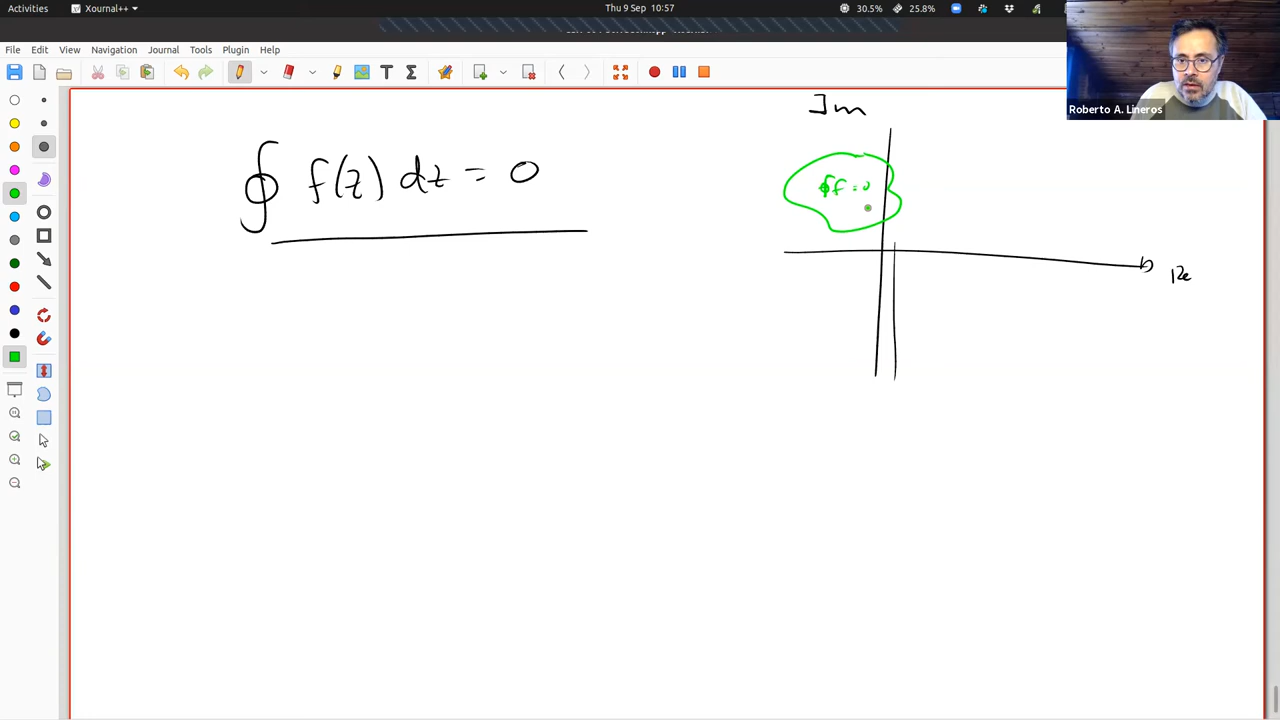 Activities Xournal++ Thu 9 Sep 10:57 30.5% 25.8%
File Edit View Navigation Journal Tools Plugin Help
Roberto A. Lineros
Im
∮ f(z) dz = 0
∮f = 0
Re